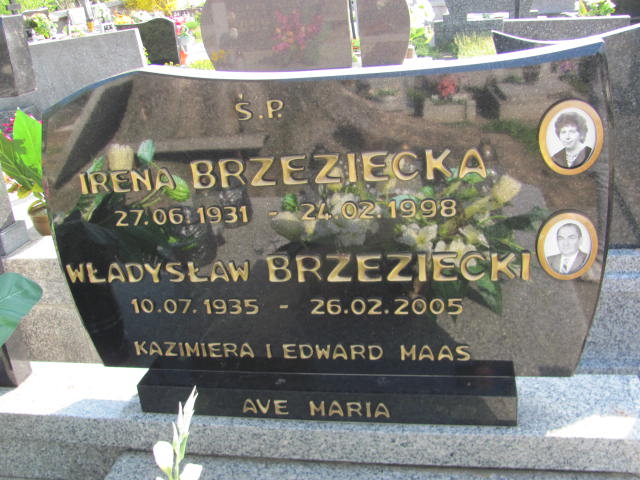 Ś.P.
IRENA BRZEZIECKA
27.06.1931 - 24.02.1998
WŁADYSŁAW BRZEZIECKI
10.07.1935 - 26.02.2005
KAZIMIERA I EDWARD MAAS
AVE MARIA